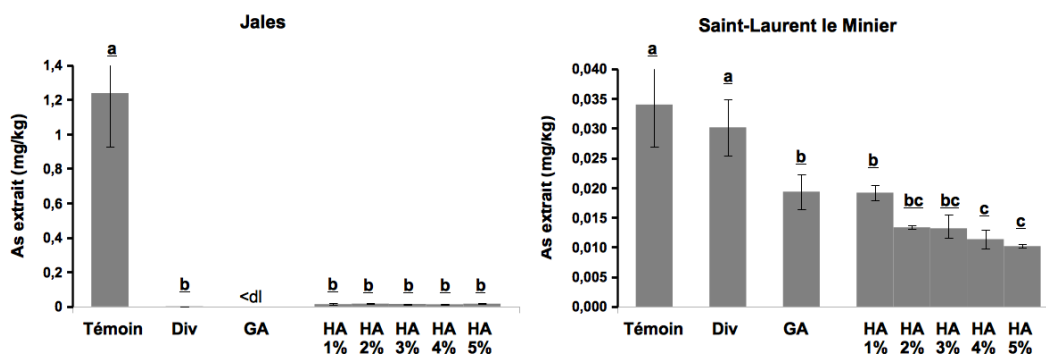 Jales
a
1,4
1,2
1
0,8
0,6
0,4
0,2
0
As extrait (mg/kg)
b
<dl
b b b b b
Témoin Div GA HA HA HA HA HA
1% 2% 3% 4% 5%
Saint-Laurent le Minier
a
a
0,040
0,035
0,030
0,025
0,020
0,015
0,010
0,005
0,000
As extrait (mg/kg)
b
b
bc bc
c
c
Témoin Div GA HA HA HA HA HA
1% 2% 3% 4% 5%